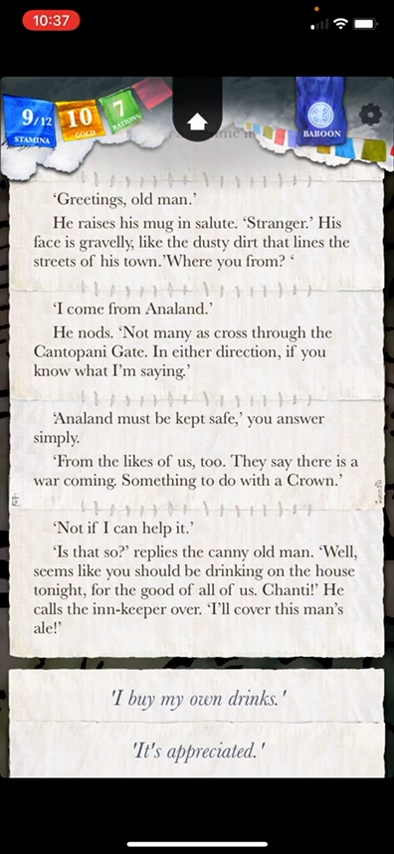 10:37
9/12
STAMINA
10
GOLD
7
RATIONS
BABOON
‘Greetings, old man.’
He raises his mug in salute. ‘Stranger.’ His
face is gravelly, like the dusty dirt that lines the
streets of his town.’Where you from? ‘
‘I come from Analand.’
He nods. ‘Not many as cross through the
Cantopani Gate. In either direction, if you
know what I’m saying.’
‘Analand must be kept safe,’ you answer
simply.
‘From the likes of us, too. They say there is a
war coming. Something to do with a Crown.’
‘Not if I can help it.’
‘Is that so?’ replies the canny old man. ‘Well,
seems like you should be drinking on the house
tonight, for the good of all of us. Chanti!’ He
calls the inn-keeper over. ‘I’ll cover this man’s
ale!’
'I buy my own drinks.'
'It's appreciated.'